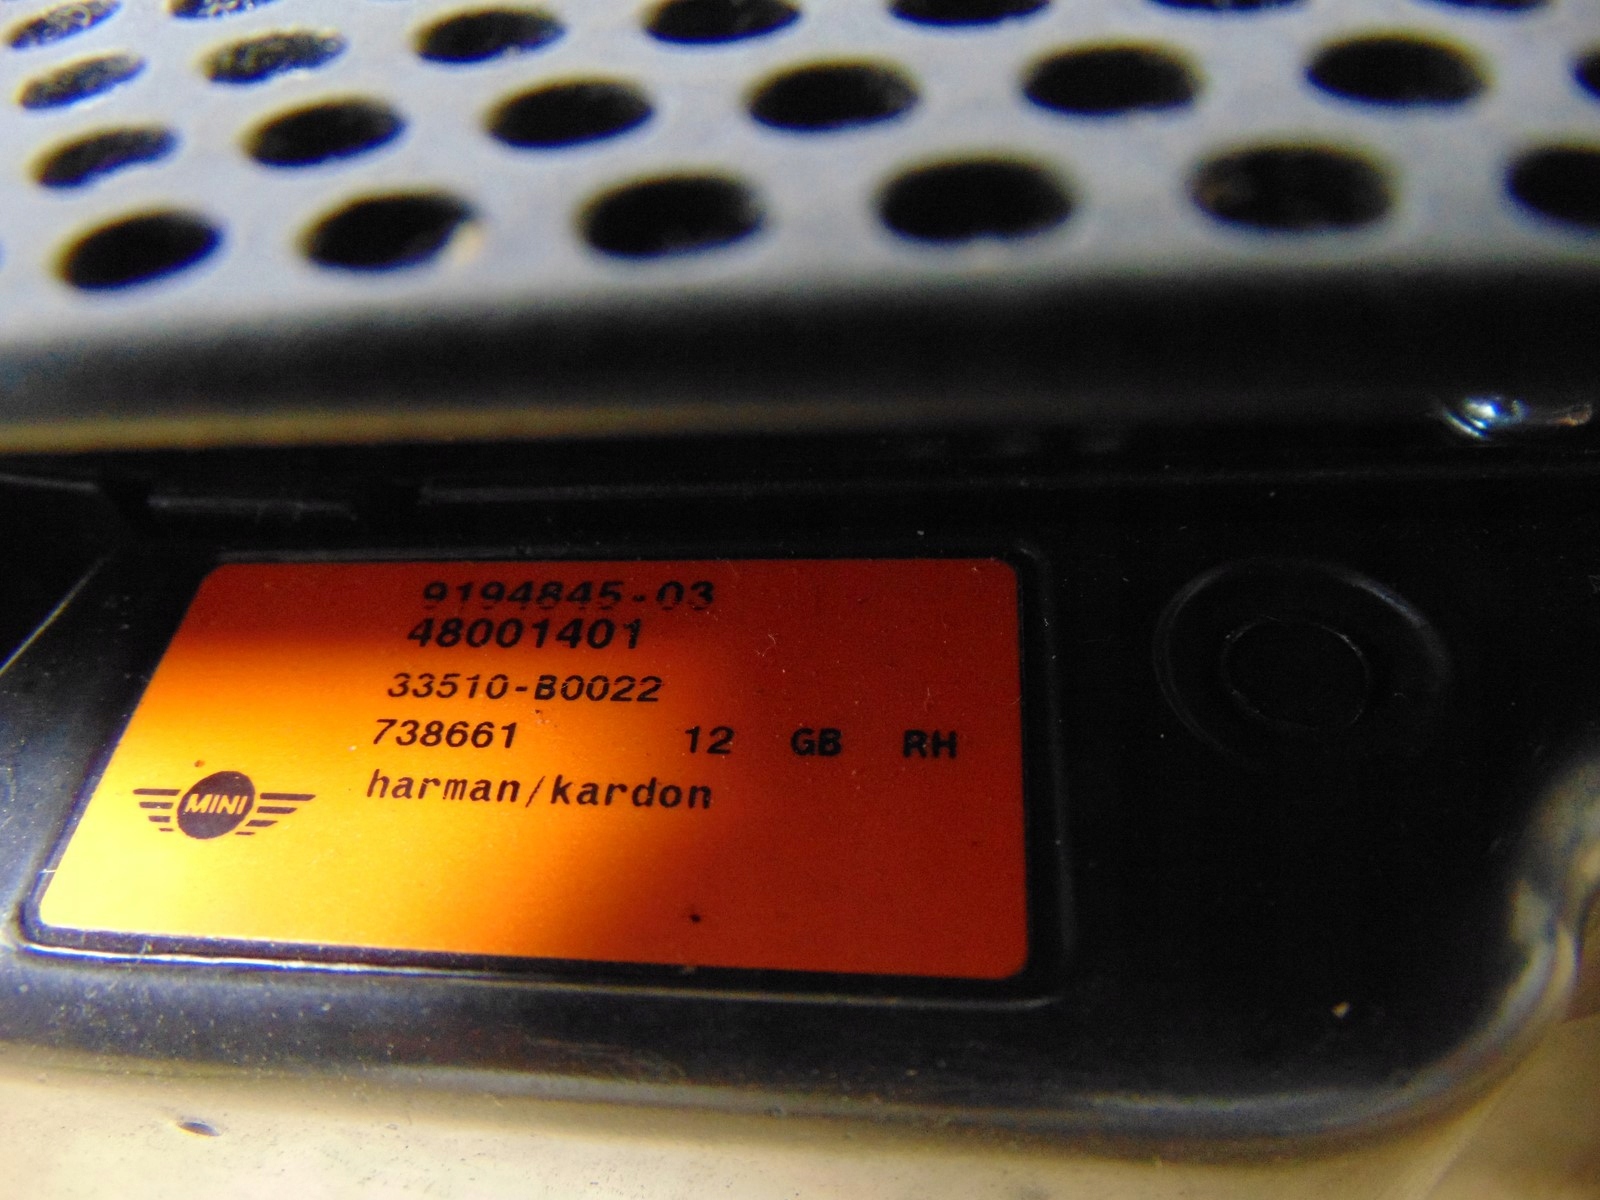 9194845-03
48001401
33510-B0022
738661 12 GB RH
harman/kardon
MINI